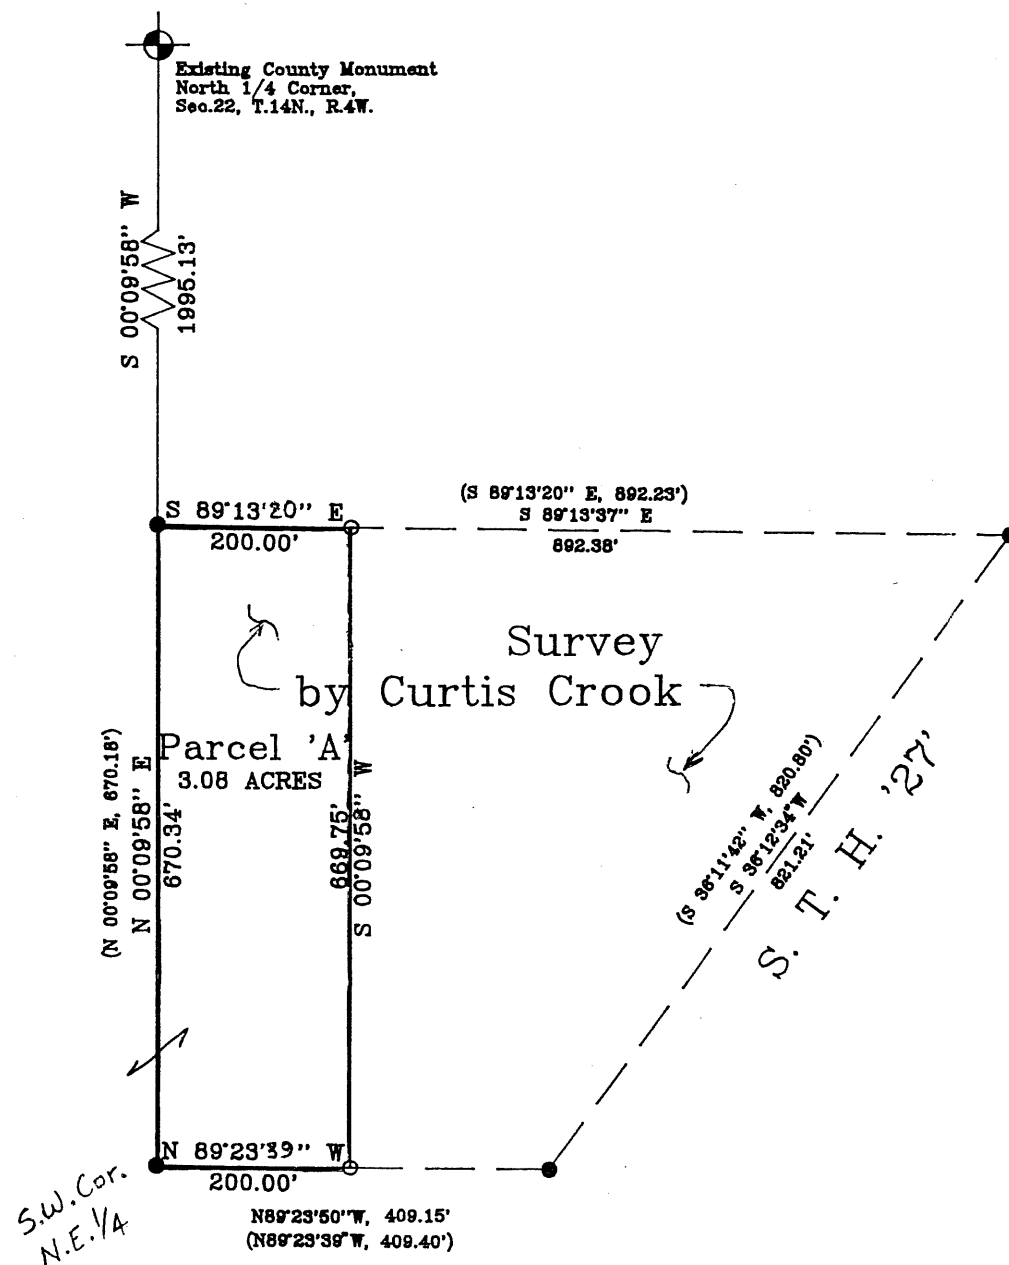 Existing County Monument
North 1/4 Corner,
Sec.22, T.14N., R.4W.
S 00°09'58" W
1995.13'
(S 89°13'20" E, 892.23')
S 89°13'37" E
892.38'
S 89°13'20" E
200.00'
Survey
by Curtis Crook
Parcel 'A'
3.08 ACRES
(N 00°09'58" E, 670.18')
N 00°09'58" E
670.34'
669.75'
S 00°09'58" W
(S 36°11'42" W, 820.80')
S 36°12'34"W
821.21'
S. T. H. '27'
N 89°23'39" W
200.00'
S.W. Cor.
N.E. 1/4
N89°23'50"W, 409.15'
(N89°23'39"W, 409.40')